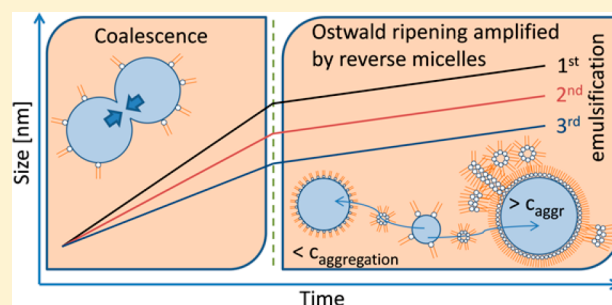 Coalescence
Ostwald ripening amplified
by reverse micelles
1st
2nd
3rd
emulsification
Size [nm]
> caggr
< caggregation
Time